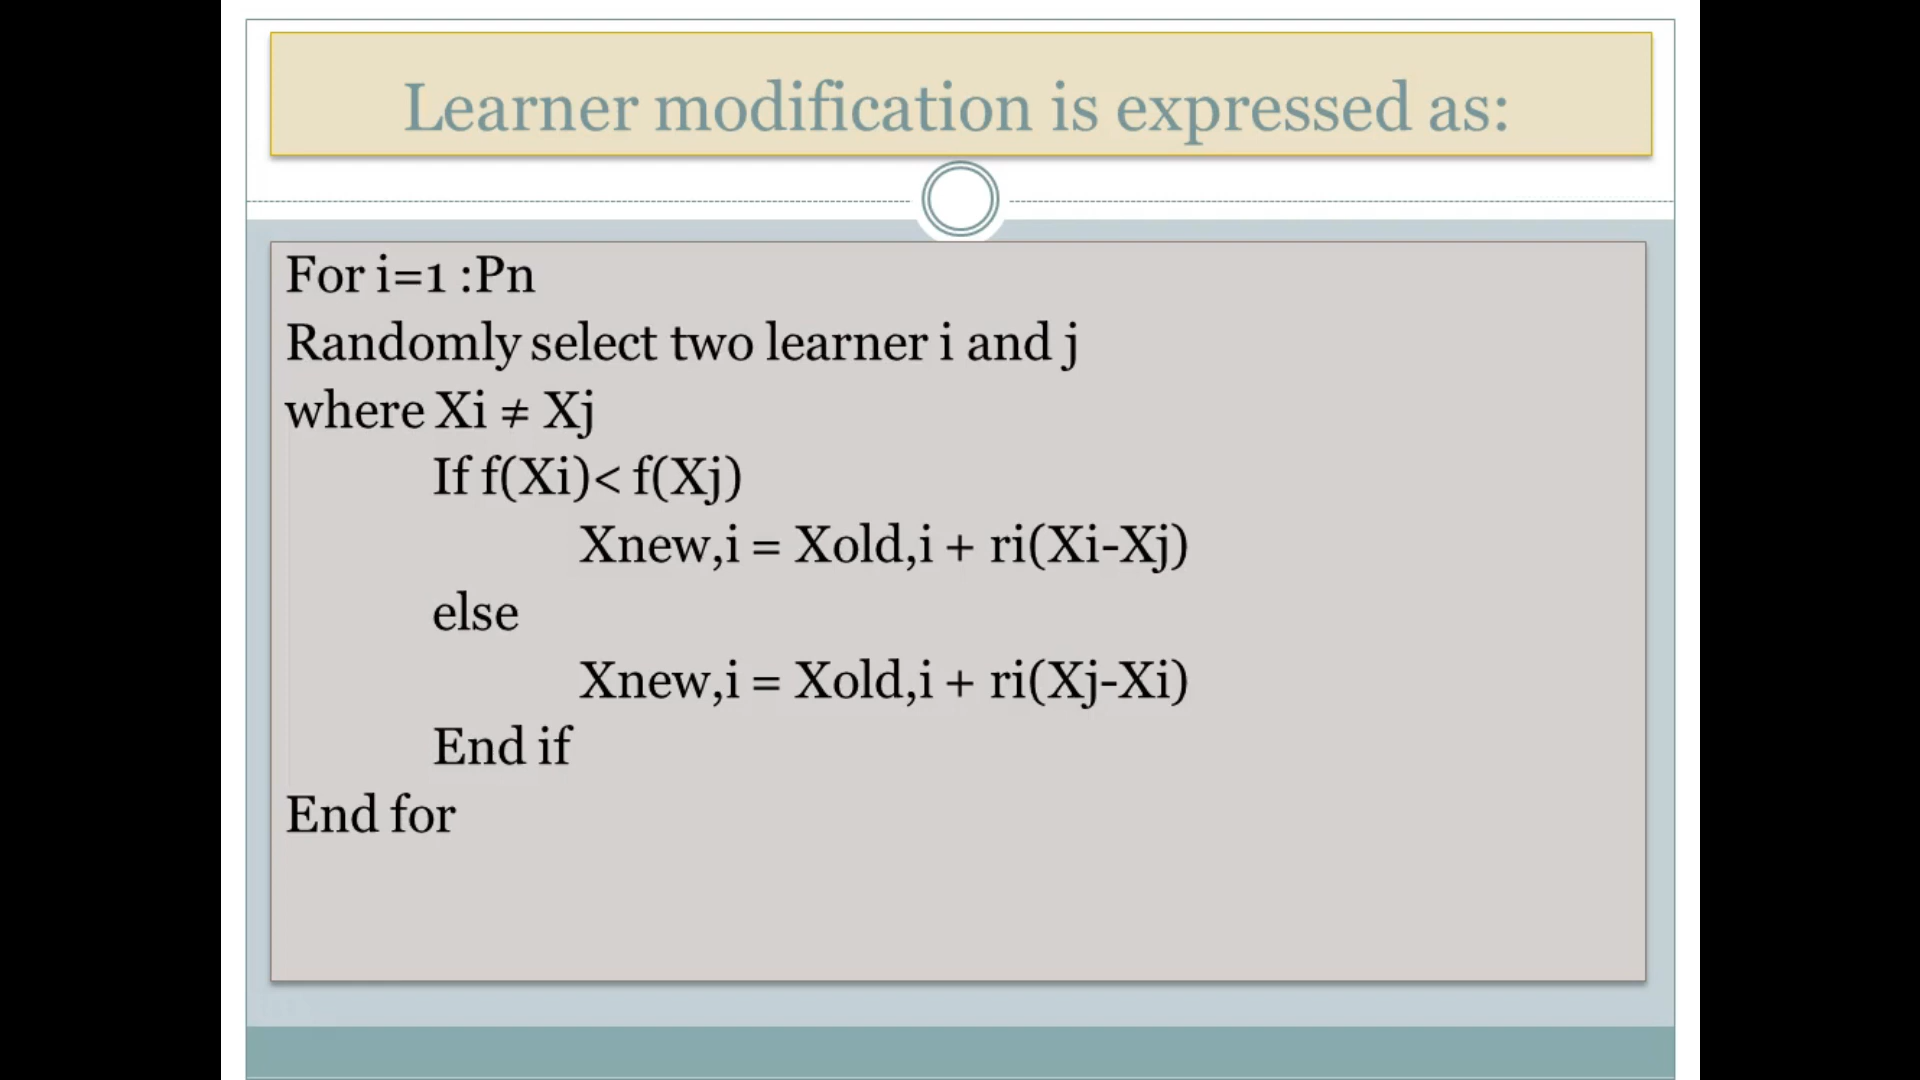 Learner modification is expressed as:
For i=1 :Pn
Randomly select two learner i and j
where Xi ≠ Xj
If f(Xi)< f(Xj)
Xnew,i = Xold,i + ri(Xi-Xj)
else
Xnew,i = Xold,i + ri(Xj-Xi)
End if
End for